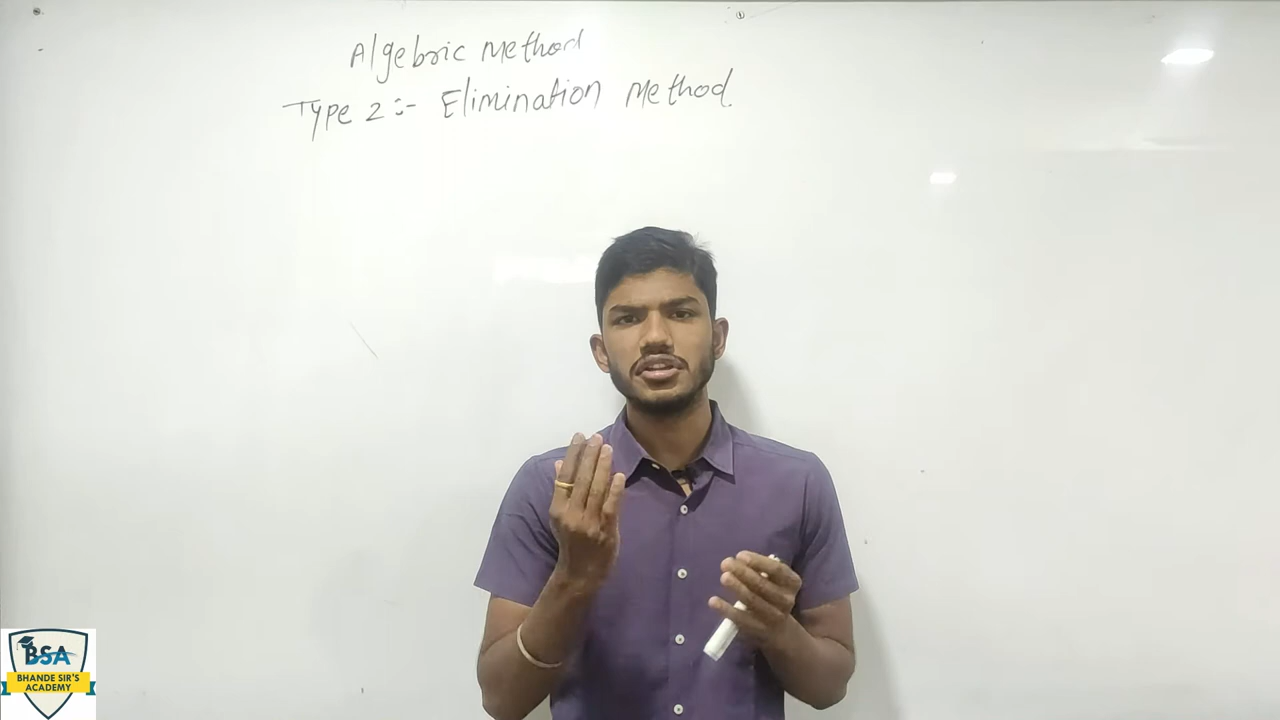 Algebric Method
Type 2:- Elimination Method.
BSA
BHANDE SIR'S
ACADEMY